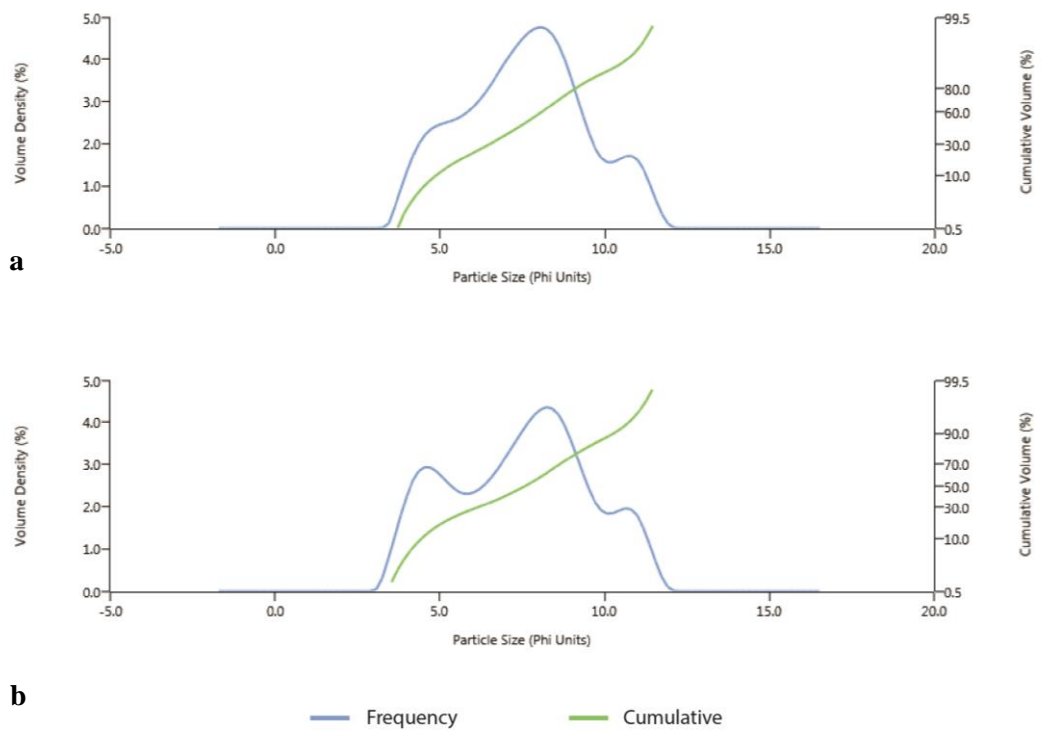 5.0
4.0
3.0
2.0
1.0
0.0
Volume Density (%)
99.5
80.0
60.0
30.0
10.0
0.5
Cumulative Volume (%)
-5.0 0.0 5.0 10.0 15.0 20.0
Particle Size (Phi Units)
a
5.0
4.0
3.0
2.0
1.0
0.0
Volume Density (%)
99.5
90.0
70.0
50.0
30.0
10.0
0.5
Cumulative Volume (%)
-5.0 0.0 5.0 10.0 15.0 20.0
Particle Size (Phi Units)
b
Frequency Cumulative